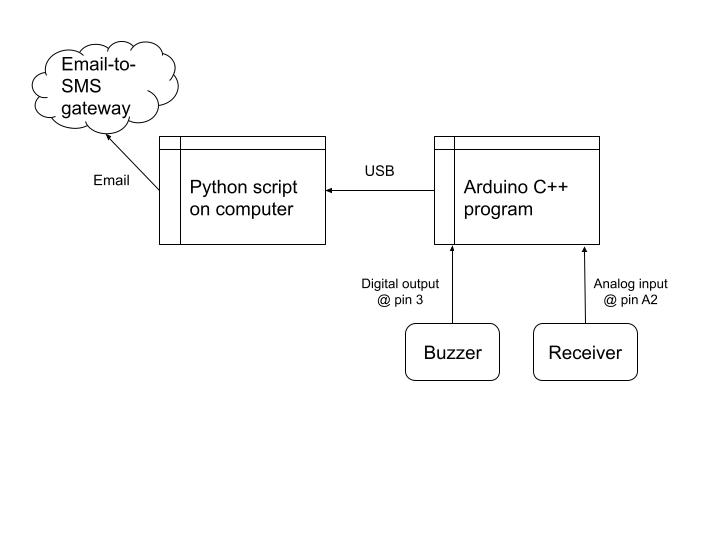 Email-to-
SMS
gateway
Email
Python script
on computer
USB
Arduino C++
program
Digital output
@ pin 3
Analog input
@ pin A2
Buzzer
Receiver